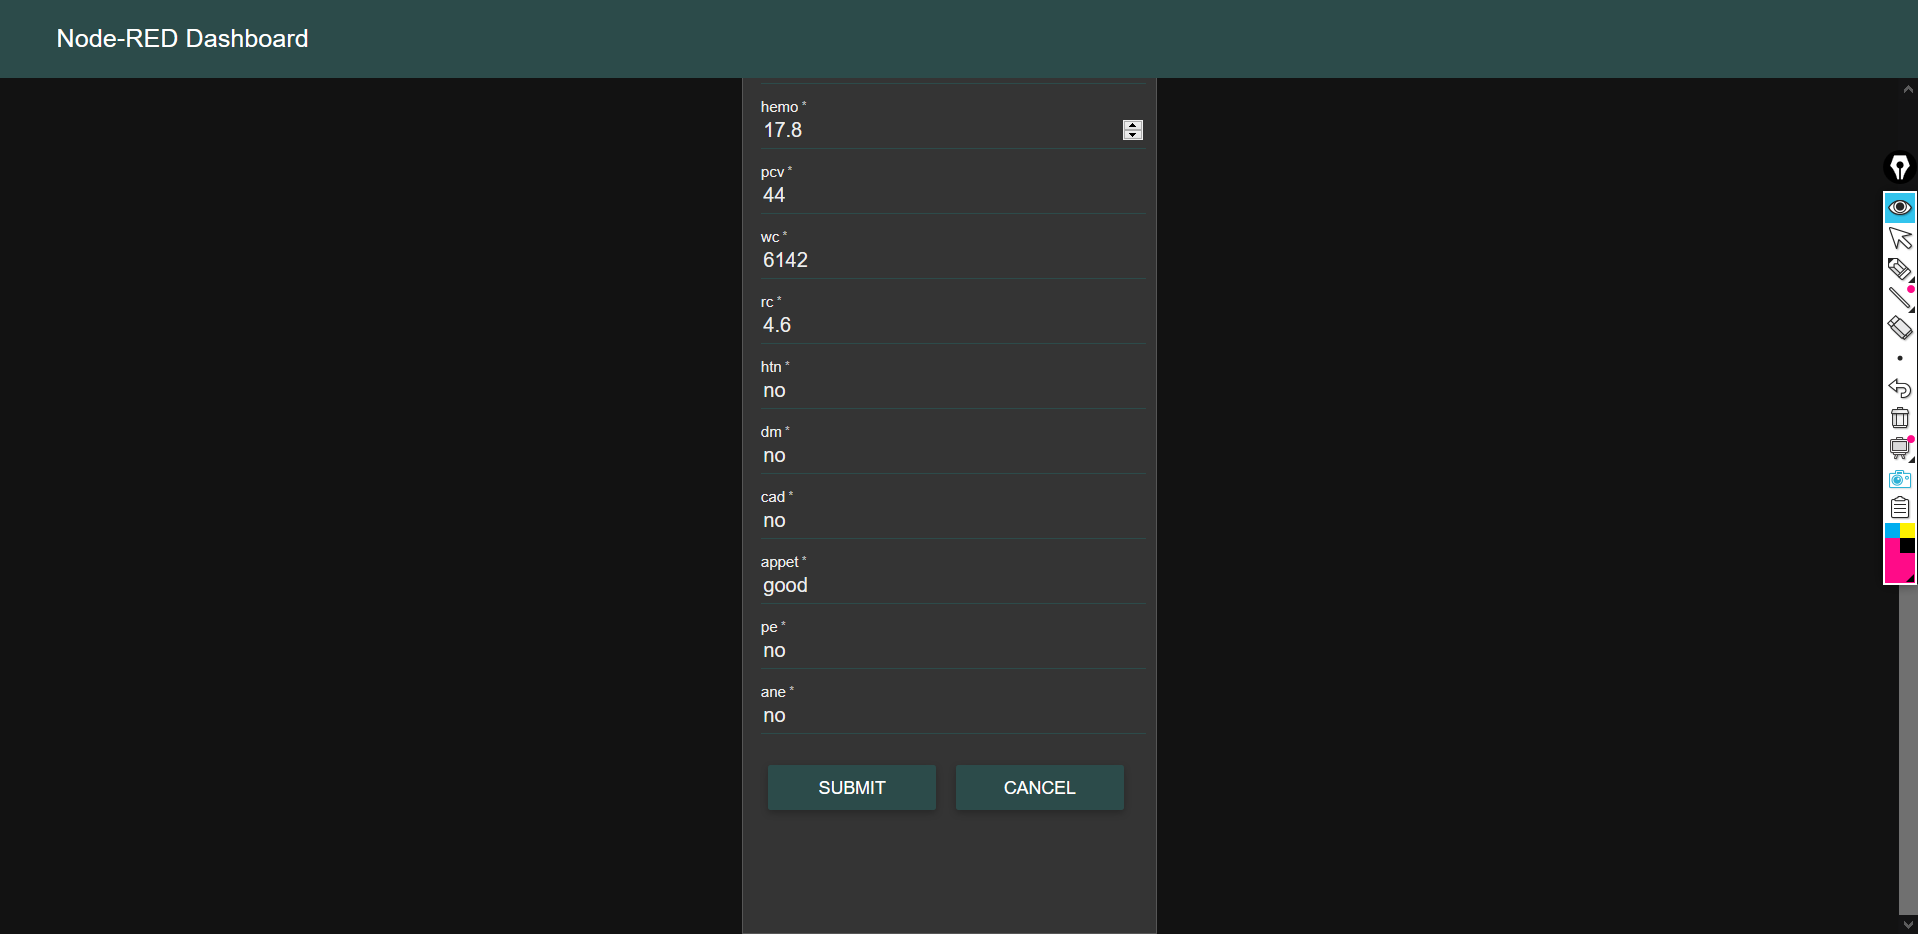 Node-RED Dashboard
hemo *
17.8
pcv *
44
wc *
6142
rc *
4.6
htn *
no
dm *
no
cad *
no
appet *
good
pe *
no
ane *
no
SUBMIT CANCEL